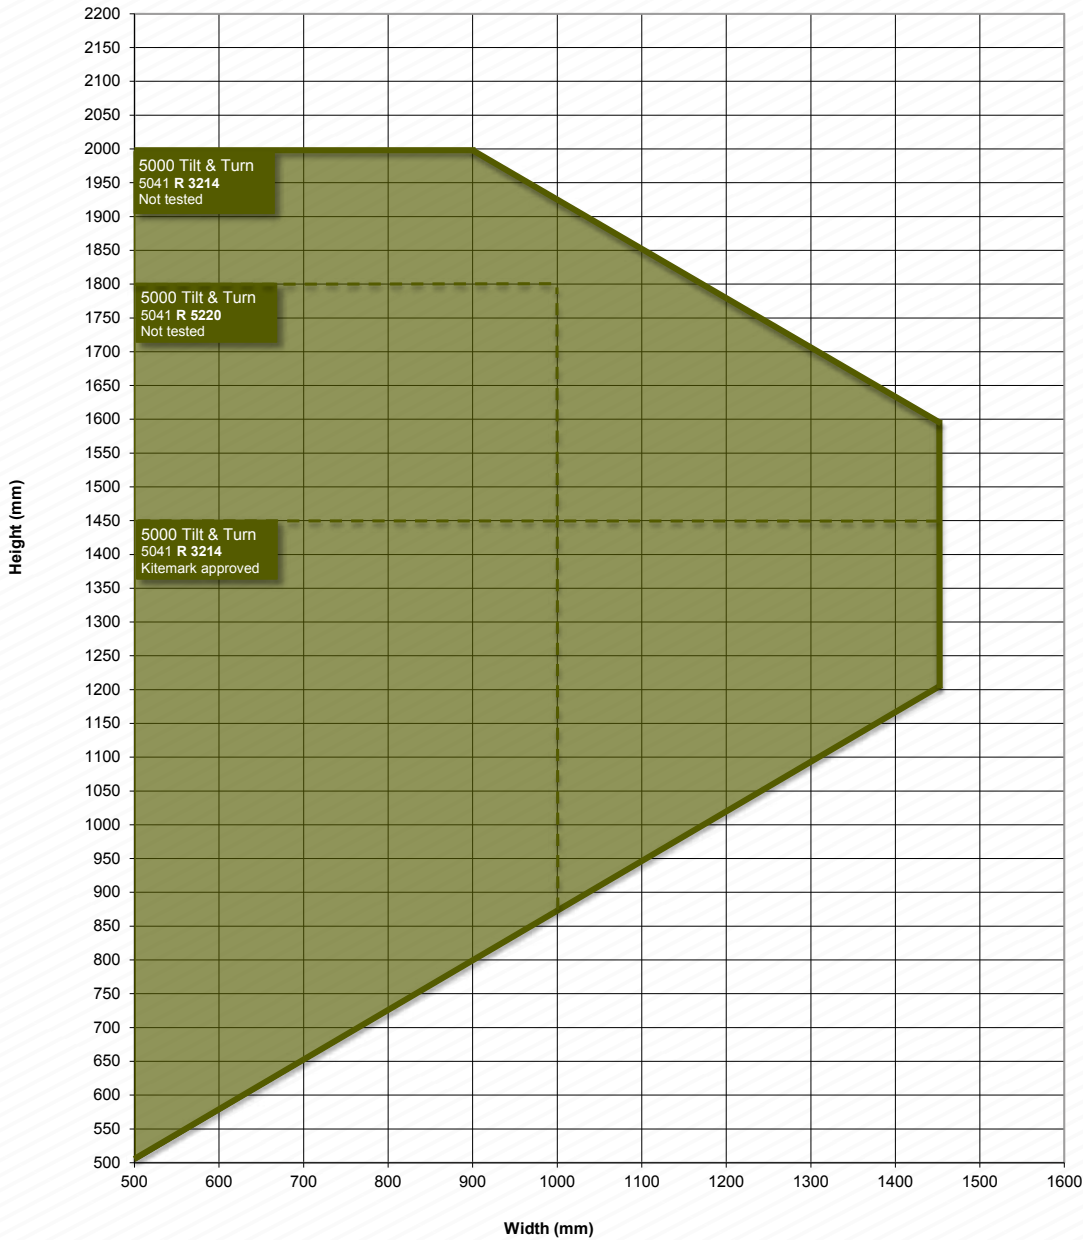 2200
2150
2100
2050
2000
1950
1900
1850
1800
1750
1700
1650
1600
1550
1500
1450
1400
1350
1300
1250
1200
1150
1100
1050
1000
950
900
850
800
750
700
650
600
550
500
Height (mm)
5000 Tilt & Turn
5041 R 3214
Not tested
5000 Tilt & Turn
5041 R 5220
Not tested
5000 Tilt & Turn
5041 R 3214
Kitemark approved
500 600 700 800 900 1000 1100 1200 1300 1400 1500 1600
Width (mm)